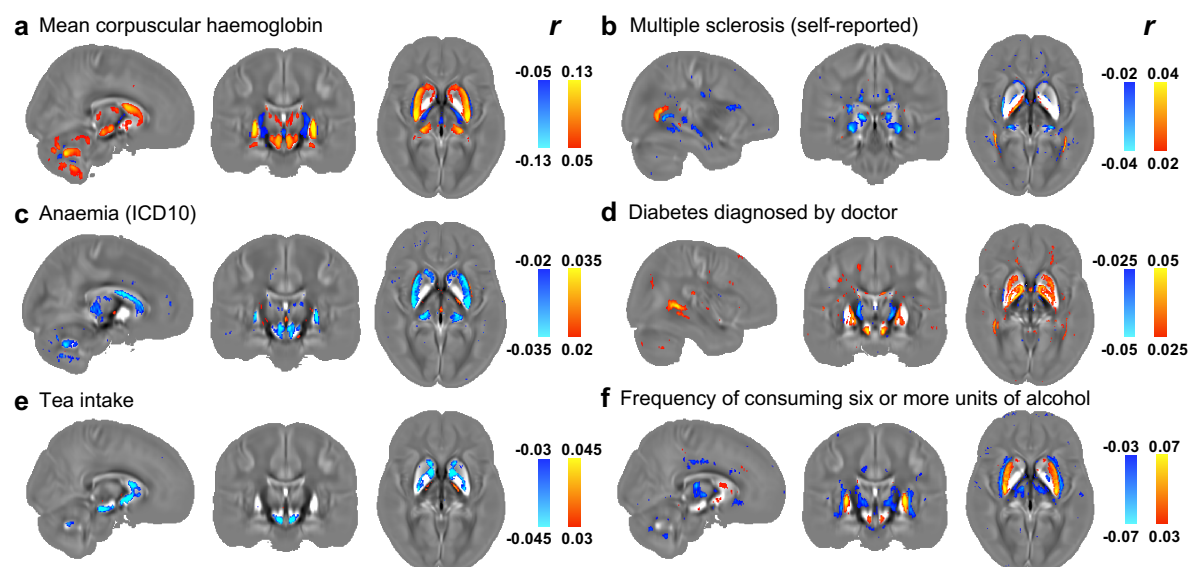 a Mean corpuscular haemoglobin
r
-0.05 0.13
-0.13 0.05
b Multiple sclerosis (self-reported)
r
-0.02 0.04
-0.04 0.02
c Anaemia (ICD10)
-0.02 0.035
-0.035 0.02
d Diabetes diagnosed by doctor
-0.025 0.05
-0.05 0.025
e Tea intake
-0.03 0.045
-0.045 0.03
f Frequency of consuming six or more units of alcohol
-0.03 0.07
-0.07 0.03